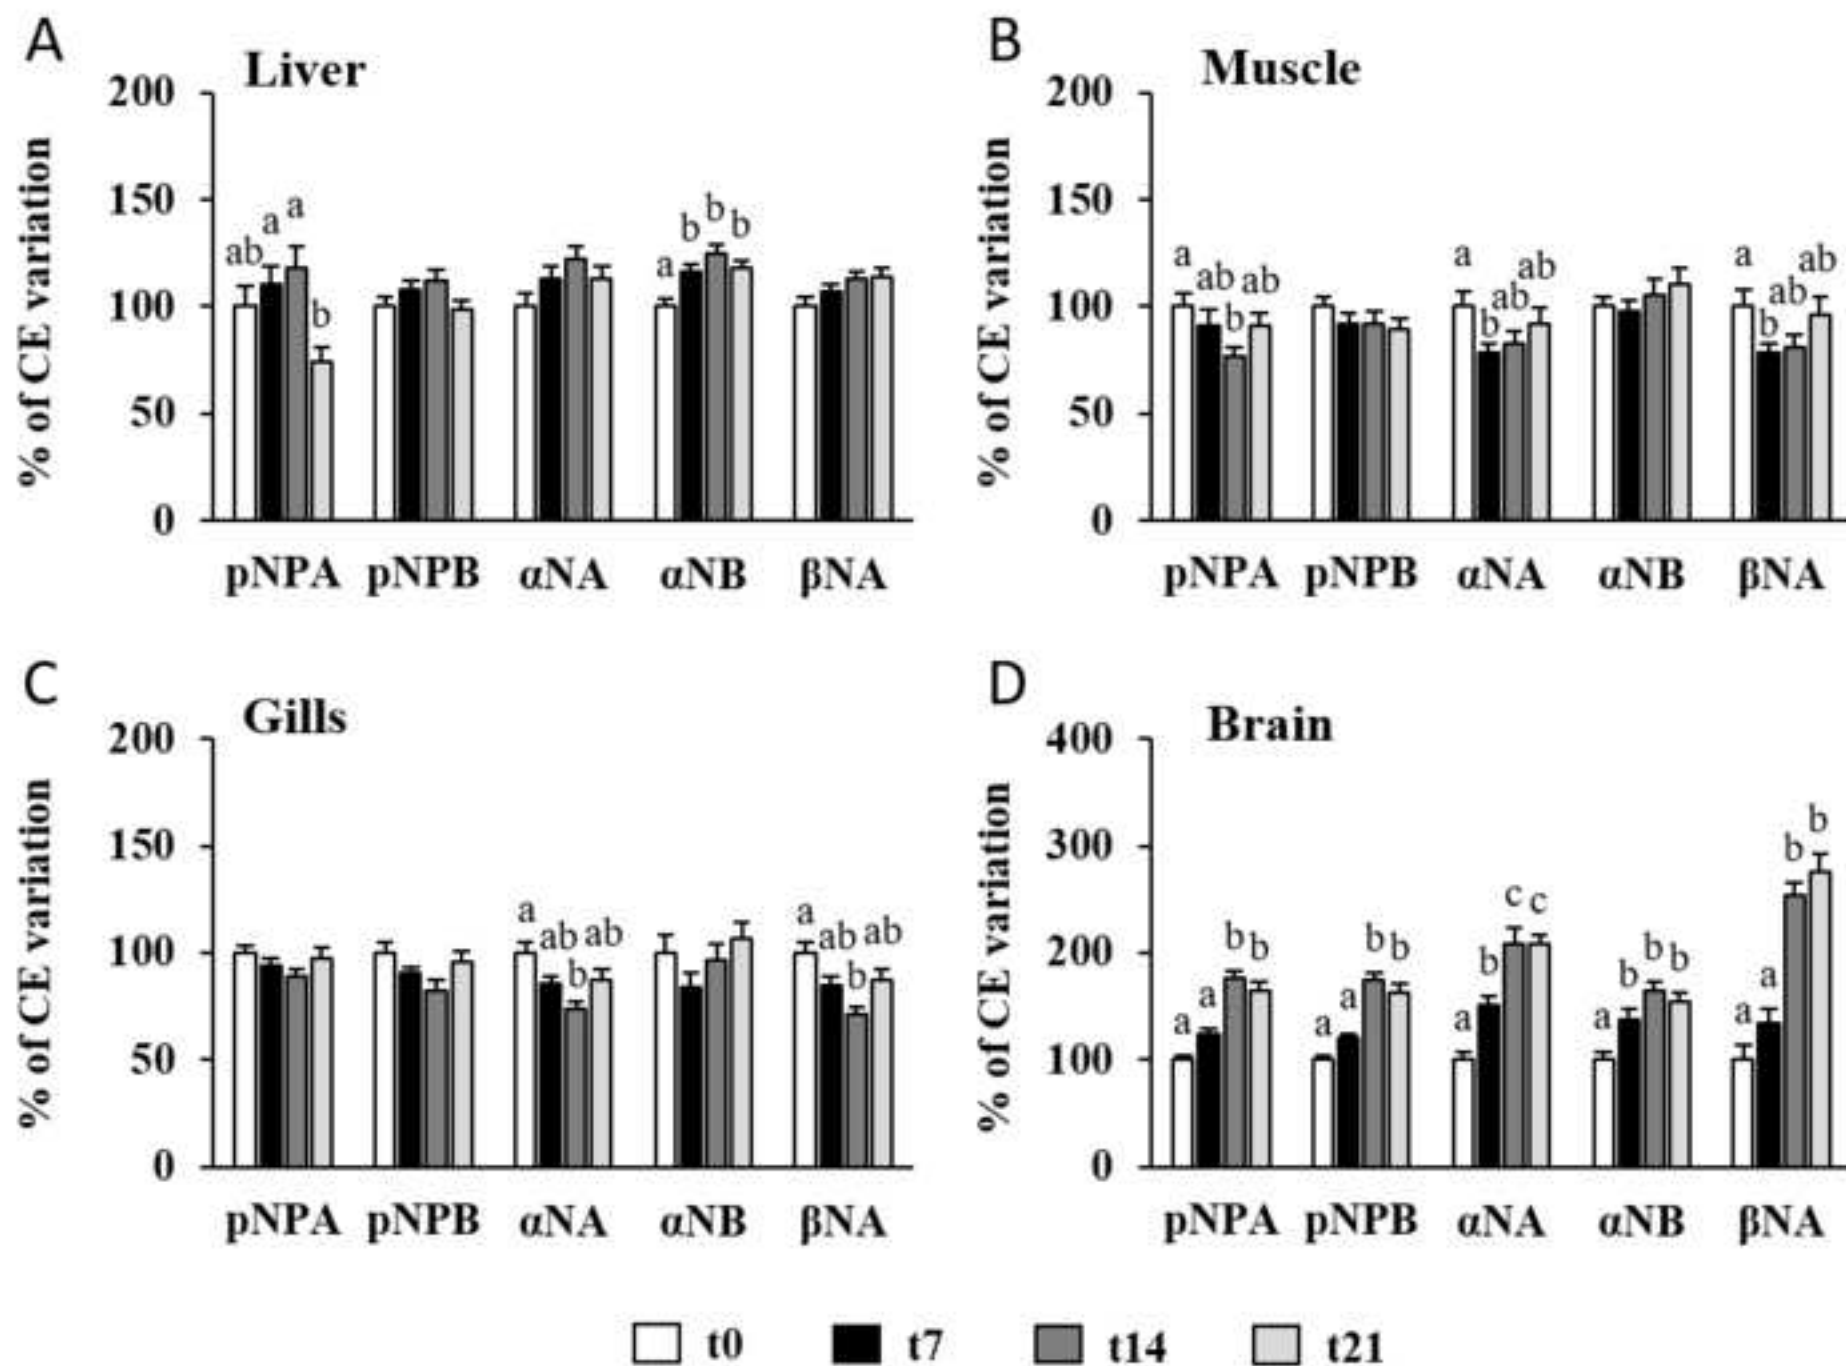 A
Liver
% of CE variation
200
150
100
50
0
ab a a b
a b b b
pNPA pNPB αNA αNB βNA
B
Muscle
% of CE variation
200
150
100
50
0
a ab b ab
a b ab ab
a b ab ab
pNPA pNPB αNA αNB βNA
C
Gills
% of CE variation
200
150
100
50
0
a ab b ab
a ab b ab
pNPA pNPB αNA αNB βNA
D
Brain
% of CE variation
400
300
200
100
0
a a b b
a a b b
a b c c
a b b b
a a b b
pNPA pNPB αNA αNB βNA
t0 t7 t14 t21